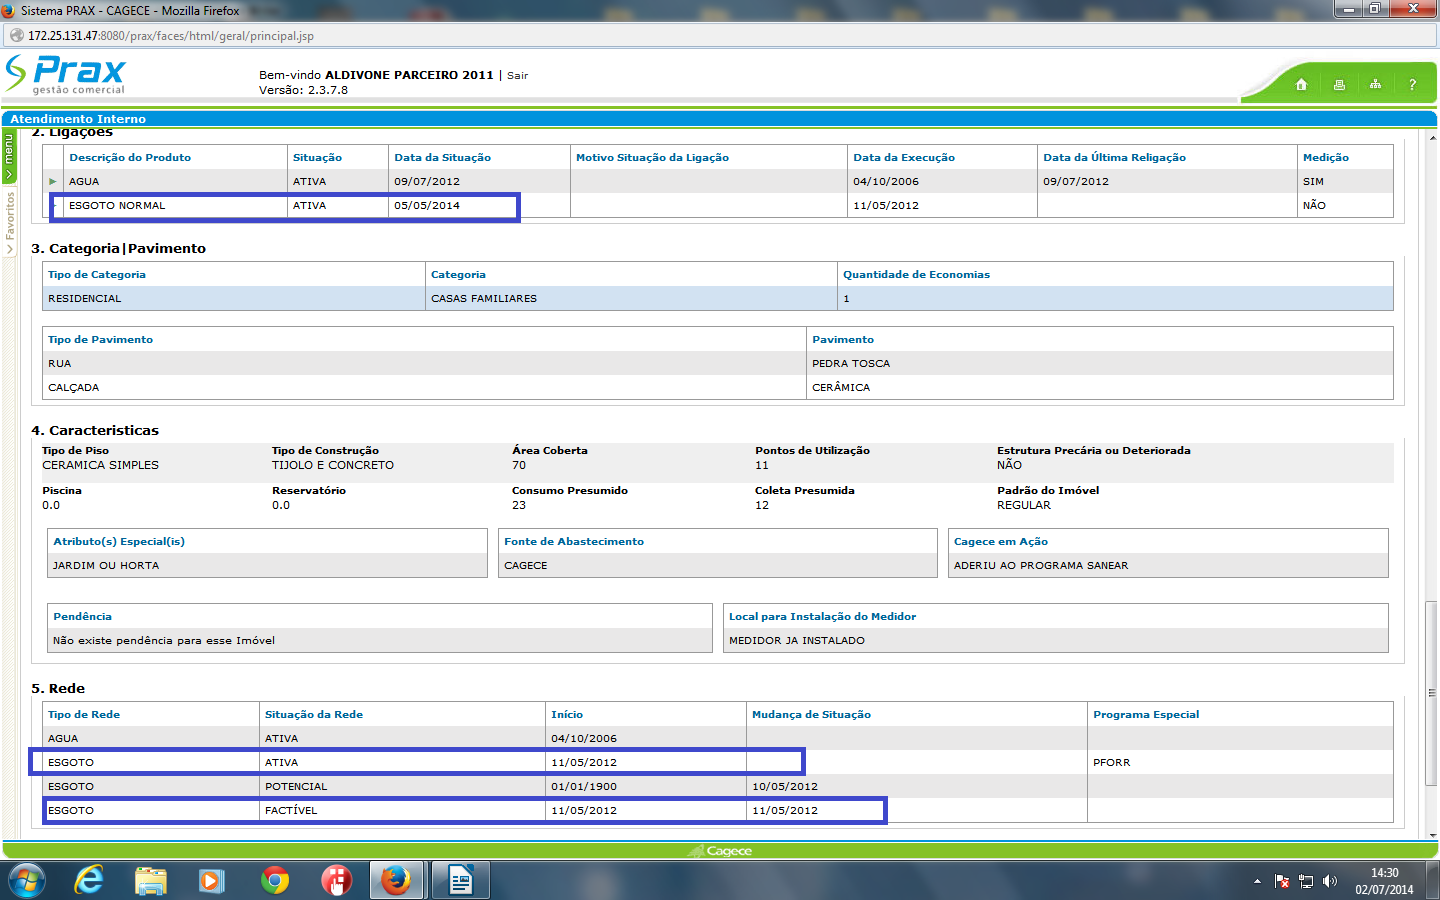 Sistema PRAX - CAGECE - Mozilla Firefox
172.25.131.47:8080/prax/faces/html/geral/principal.jsp
Prax
gestão comercial
Bem-vindo ALDIVONE PARCEIRO 2011 | Sair
Versão: 2.3.7.8
?
Atendimento Interno
menu
Favoritos
2. Ligações
Descrição do Produto Situação Data da Situação Motivo Situação da Ligação Data da Execução Data da Última Religação Medição
AGUA ATIVA 09/07/2012 04/10/2006 09/07/2012 SIM
ESGOTO NORMAL ATIVA 05/05/2014 11/05/2012 NÃO
3. Categoria|Pavimento
Tipo de Categoria Categoria Quantidade de Economias
RESIDENCIAL CASAS FAMILIARES 1
Tipo de Pavimento Pavimento
RUA PEDRA TOSCA
CALÇADA CERÂMICA
4. Caracteristicas
Tipo de Piso Tipo de Construção Área Coberta Pontos de Utilização Estrutura Precária ou Deteriorada
CERAMICA SIMPLES TIJOLO E CONCRETO 70 11 NÃO
Piscina Reservatório Consumo Presumido Coleta Presumida Padrão do Imóvel
0.0 0.0 23 12 REGULAR
Atributo(s) Especial(is) Fonte de Abastecimento Cagece em Ação
JARDIM OU HORTA CAGECE ADERIU AO PROGRAMA SANEAR
Pendência Local para Instalação do Medidor
Não existe pendência para esse Imóvel MEDIDOR JA INSTALADO
5. Rede
Tipo de Rede Situação da Rede Início Mudança de Situação Programa Especial
AGUA ATIVA 04/10/2006
ESGOTO ATIVA 11/05/2012 PFORR
ESGOTO POTENCIAL 01/01/1900 10/05/2012
ESGOTO FACTÍVEL 11/05/2012 11/05/2012
Cagece
14:30
02/07/2014